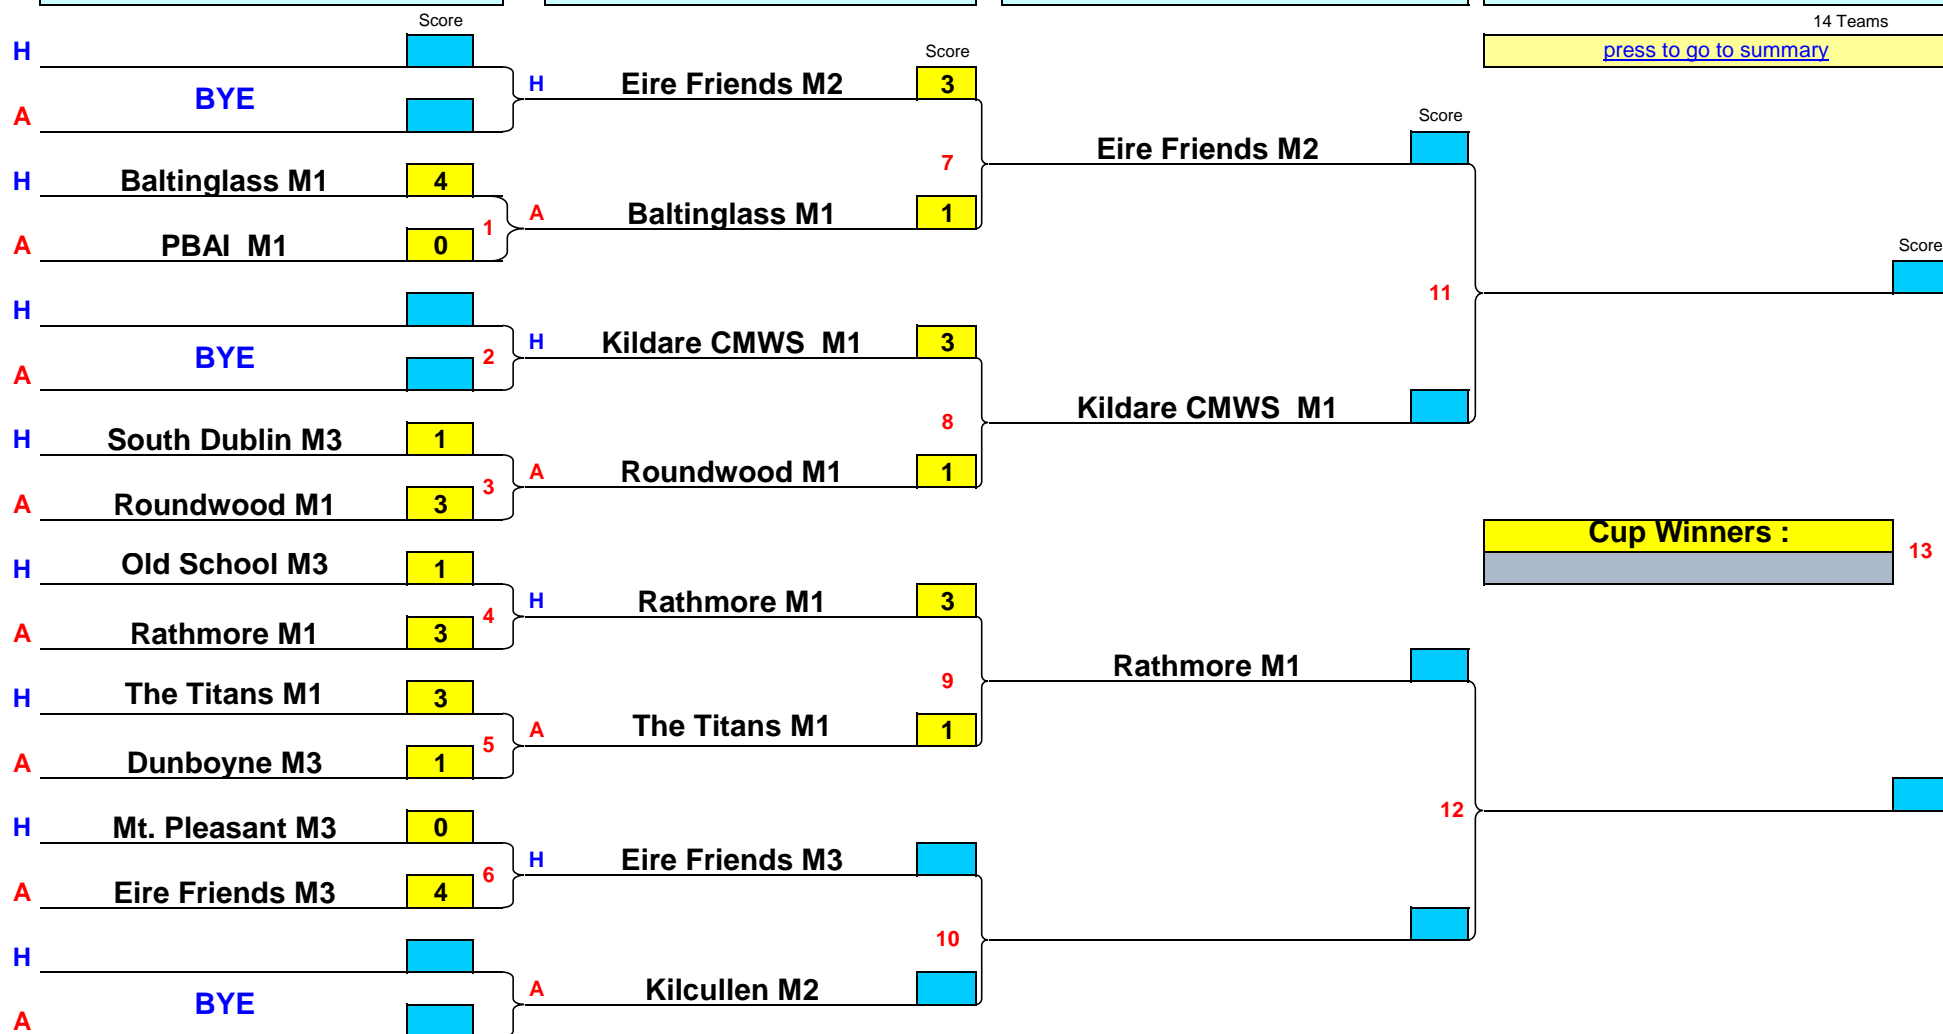 Score
14 Teams
H
Score
press to go to summary
BYE
H
Eire Friends M2
3
A
Score
Eire Friends M2
7
H
Baltinglass M1
4
A
Baltinglass M1
1
1
A
PBAI M1
0
Score
11
H
BYE
2
H
Kildare CMWS M1
3
A
Kildare CMWS M1
8
H
South Dublin M3
1
A
Roundwood M1
1
3
A
Roundwood M1
3
Cup Winners :
13
H
Old School M3
1
4
H
Rathmore M1
3
A
Rathmore M1
3
Rathmore M1
9
H
The Titans M1
3
A
The Titans M1
1
5
A
Dunboyne M3
1
12
H
Mt. Pleasant M3
0
H
Eire Friends M3
6
A
Eire Friends M3
4
10
H
A
Kilcullen M2
BYE
A